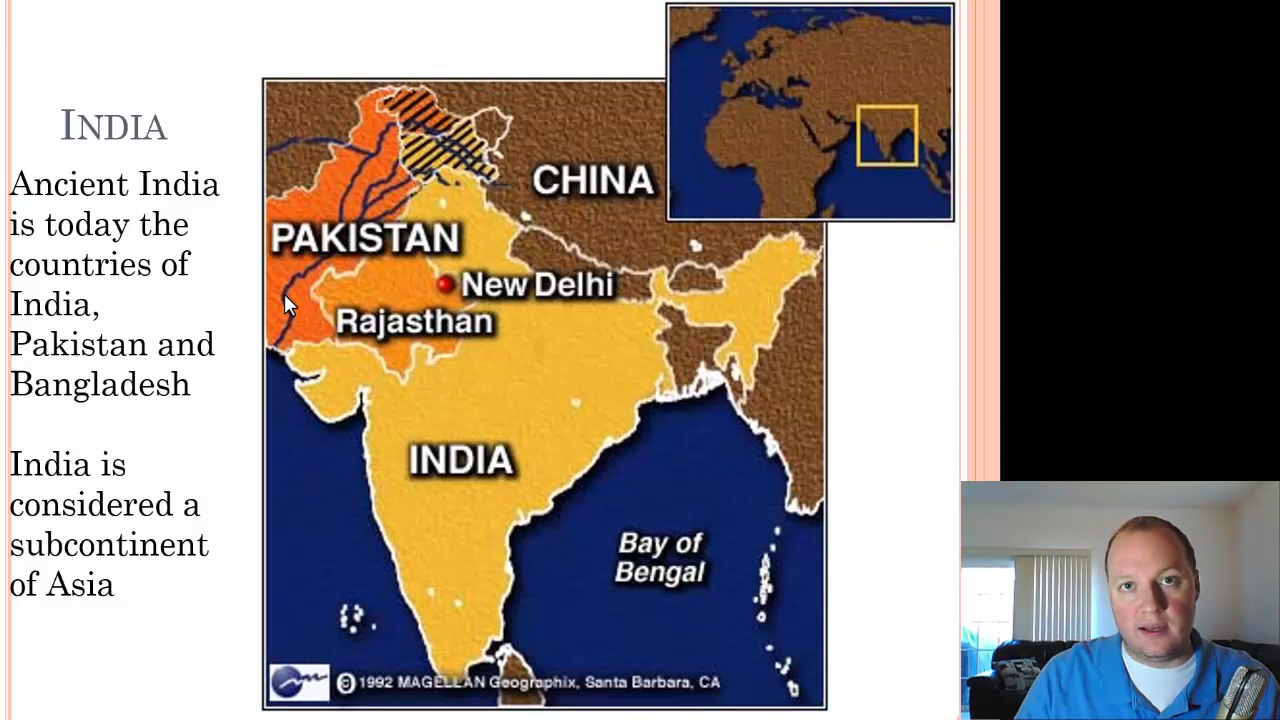 INDIA
Ancient India
is today the
countries of
India,
Pakistan and
Bangladesh
India is
considered a
subcontinent
of Asia
CHINA
PAKISTAN
New Delhi
Rajasthan
INDIA
Bay of
Bengal
© 1992 MAGELLAN Geographix, Santa Barbara, CA